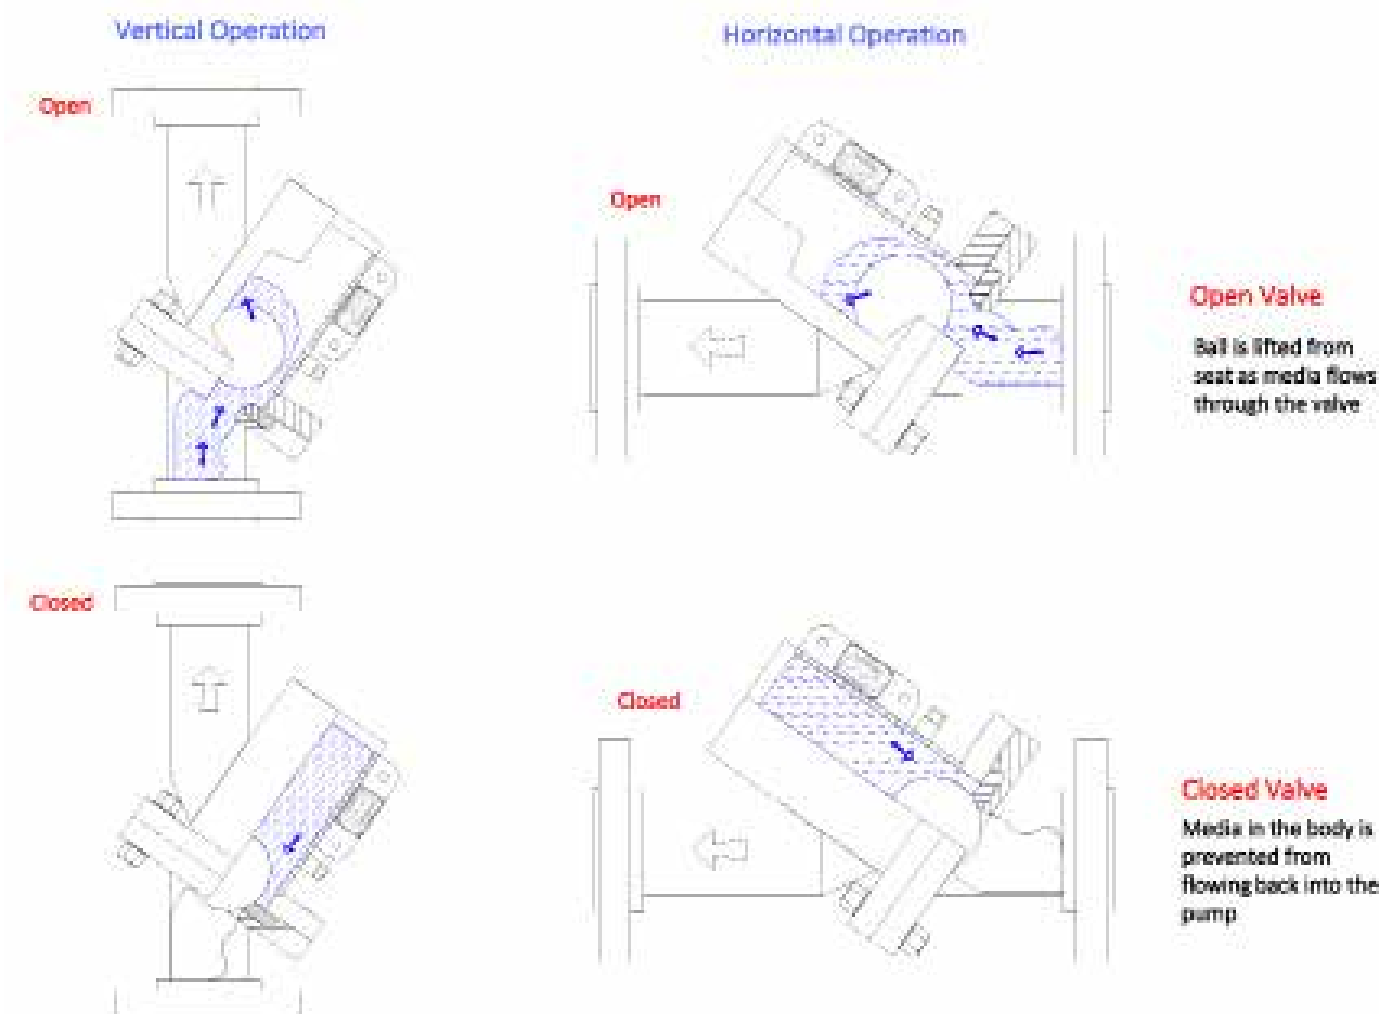 Vertical Operation
Horizontal Operation
Open
Open
Open Valve
Ball is lifted from
seat as media flows
through the valve
Closed
Closed
Closed Valve
Media in the body is
prevented from
flowing back into the
pump